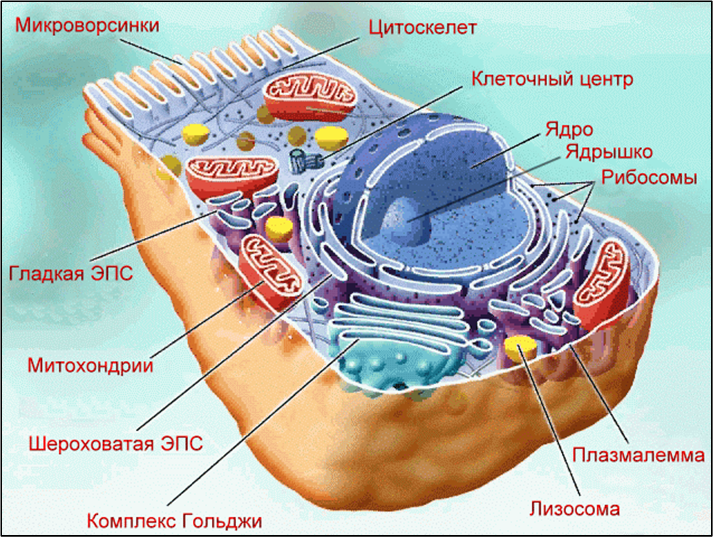 Микроворсинки
Цитоскелет
Клеточный центр
Ядро
Ядрышко
Рибосомы
Гладкая ЭПС
Митохондрии
Шероховатая ЭПС
Плазмалемма
Лизосома
Комплекс Гольджи